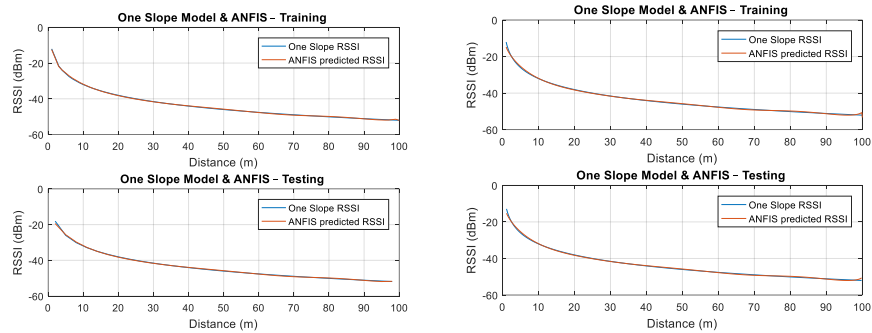 One Slope Model & ANFIS – Training
0
-20
-40
-60
RSSI (dBm)
One Slope RSSI
ANFIS predicted RSSI
0 10 20 30 40 50 60 70 80 90 100
Distance (m)
One Slope Model & ANFIS – Testing
0
-20
-40
-60
RSSI (dBm)
One Slope RSSI
ANFIS predicted RSSI
0 10 20 30 40 50 60 70 80 90 100
Distance (m)
One Slope Model & ANFIS – Training
0
-20
-40
-60
RSSI (dBm)
One Slope RSSI
ANFIS predicted RSSI
0 10 20 30 40 50 60 70 80 90 100
Distance (m)
One Slope Model & ANFIS – Testing
0
-20
-40
-60
RSSI (dBm)
One Slope RSSI
ANFIS predicted RSSI
0 10 20 30 40 50 60 70 80 90 100
Distance (m)